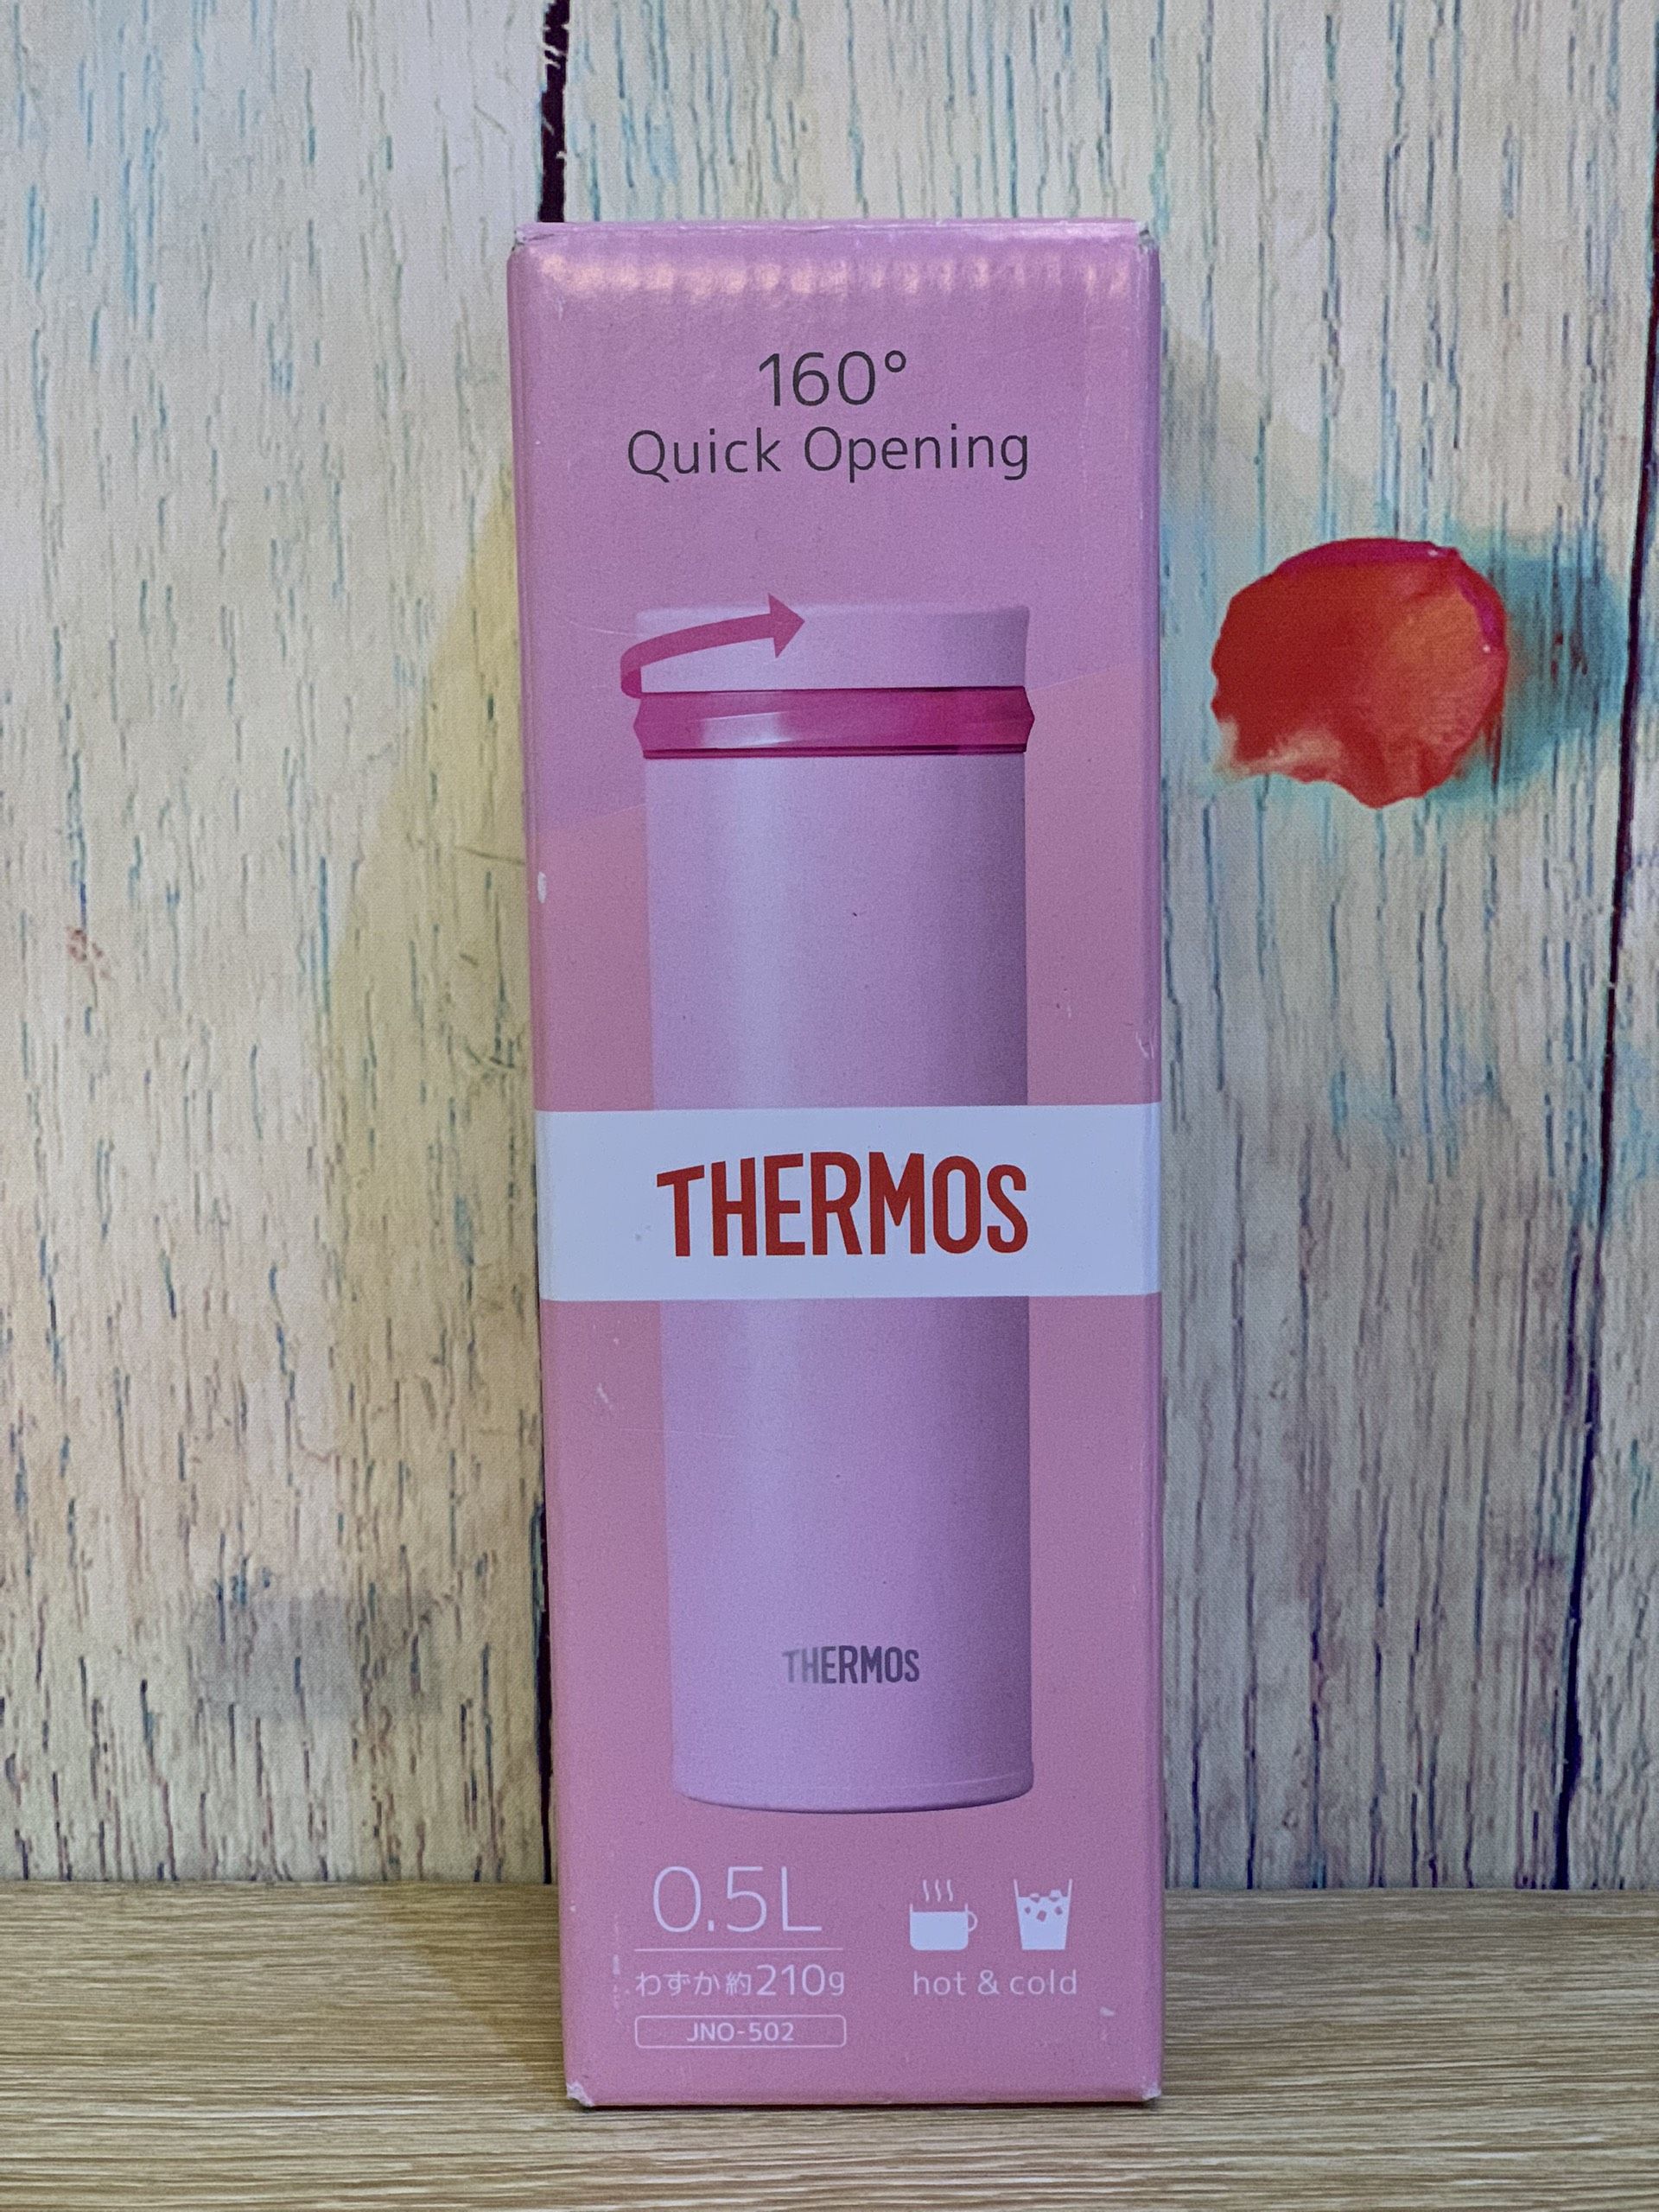 160°
Quick Opening
THERMOS
THERMOS
0.5L
わずか約210g
JNO-502
hot & cold